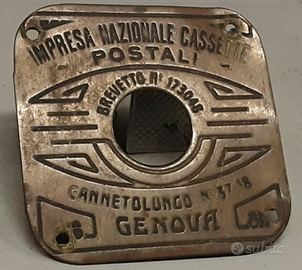 IMPRESA NAZIONALE CASSETTE
POSTALI
BREVETTO N° 173048
CANNETOLUNGO N° 37-18
GENOVA
subito